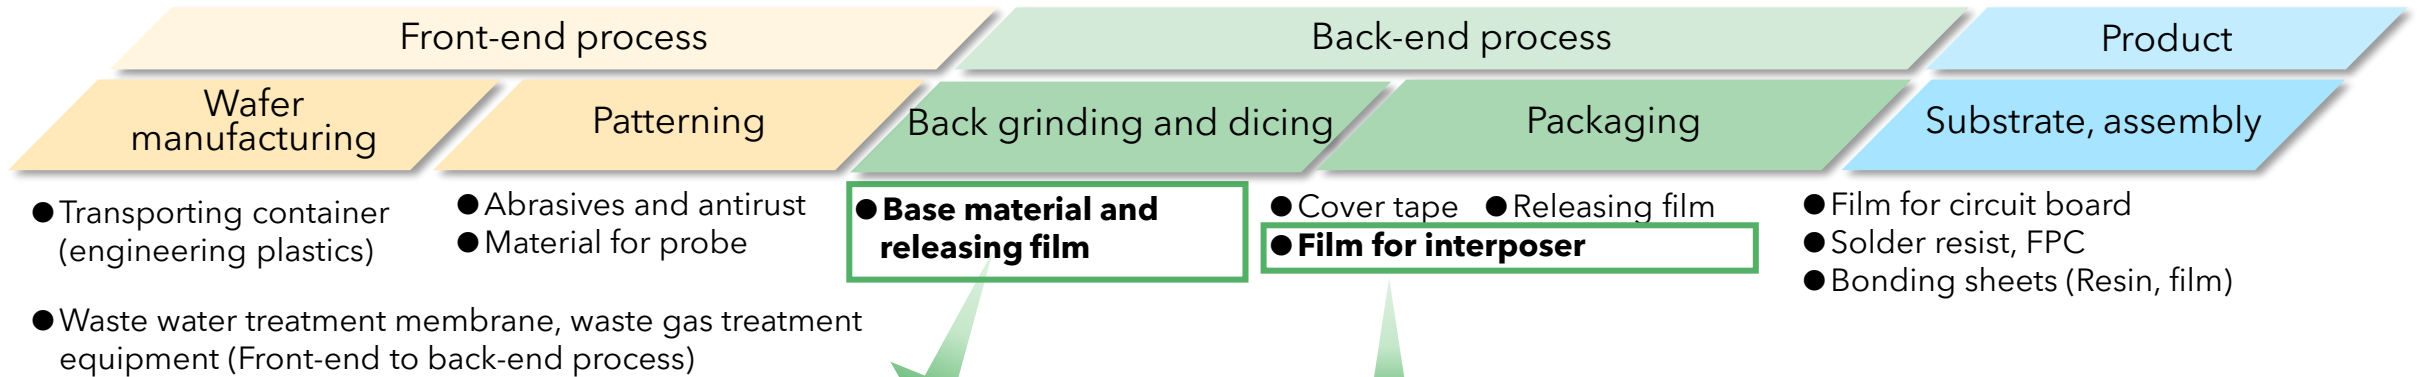 Front-end process
Back-end process
Product
Wafer
manufacturing
Patterning
Back grinding and dicing
Packaging
Substrate, assembly
●Transporting container
(engineering plastics)
●Abrasives and antirust
●Material for probe
●Base material and
releasing film
●Cover tape ●Releasing film
●Film for interposer
●Film for circuit board
●Solder resist, FPC
●Bonding sheets (Resin, film)
●Waste water treatment membrane, waste gas treatment
equipment (Front-end to back-end process)